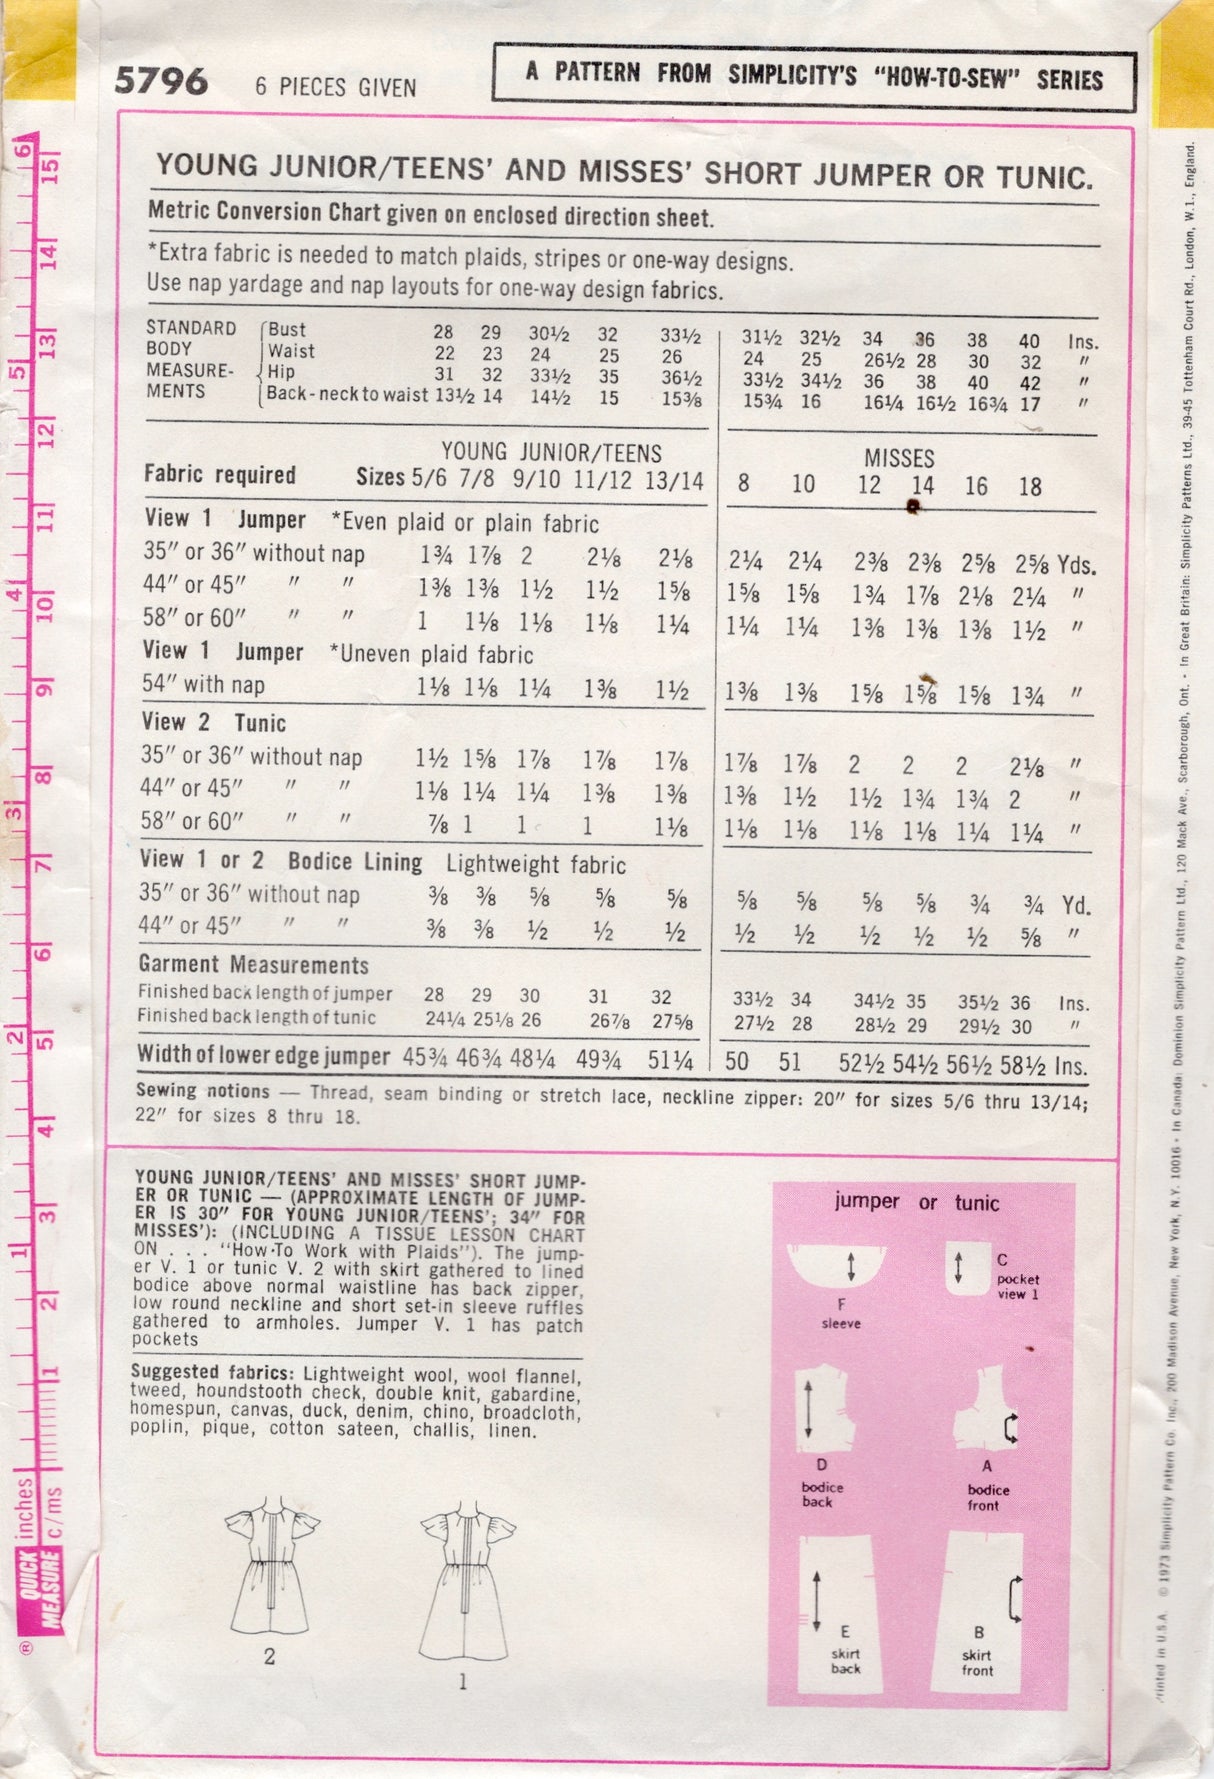 5796 6 PIECES GIVEN
A PATTERN FROM SIMPLICITY'S "HOW-TO-SEW" SERIES
YOUNG JUNIOR/TEENS' AND MISSES' SHORT JUMPER OR TUNIC.
Metric Conversion Chart given on enclosed direction sheet.
*Extra fabric is needed to match plaids, stripes or one-way designs.
Use nap yardage and nap layouts for one-way design fabrics.
STANDARD BODY MEASURE-MENTS
Bust 28 29 30½ 32 33½ 31½ 32½ 34 36 38 40 Ins.
Waist 22 23 24 25 26 24 25 26½ 28 30 32 "
Hip 31 32 33½ 35 36½ 33½ 34½ 36 38 40 42 "
Back-neck to waist 13½ 14 14½ 15 15⅜ 15¾ 16 16¼ 16½ 16¾ 17 "
YOUNG JUNIOR/TEENS MISSES
Fabric required Sizes 5/6 7/8 9/10 11/12 13/14 8 10 12 14 16 18
View 1 Jumper *Even plaid or plain fabric
35" or 36" without nap 1¾ 1⅞ 2 2⅛ 2⅛ 2¼ 2¼ 2⅜ 2⅜ 2⅝ 2⅝ Yds.
44" or 45" " " 1⅜ 1⅜ 1½ 1½ 1⅝ 1⅝ 1⅝ 1¾ 1⅞ 2⅛ 2¼ "
58" or 60" " " 1 1⅛ 1⅛ 1⅛ 1¼ 1¼ 1¼ 1⅜ 1⅜ 1⅜ 1½ "
View 1 Jumper *Uneven plaid fabric
54" with nap 1⅛ 1⅛ 1¼ 1⅜ 1½ 1⅜ 1⅜ 1⅝ 1⅝ 1⅝ 1¾ "
View 2 Tunic
35" or 36" without nap 1½ 1⅝ 1⅞ 1⅞ 1⅞ 1⅞ 1⅞ 2 2 2 2⅛ "
44" or 45" " " 1⅛ 1¼ 1¼ 1⅜ 1⅜ 1⅜ 1½ 1½ 1¾ 1¾ 2 "
58" or 60" " " ⅞ 1 1 1 1⅛ 1⅛ 1⅛ 1⅛ 1⅛ 1¼ 1¼ "
View 1 or 2 Bodice Lining Lightweight fabric
35" or 36" without nap ⅜ ⅜ ⅝ ⅝ ⅝ ⅝ ⅝ ⅝ ⅝ ¾ ¾ Yd.
44" or 45" " " ⅜ ⅜ ½ ½ ½ ½ ½ ½ ½ ½ ⅝ "
Garment Measurements
Finished back length of jumper 28 29 30 31 32 33½ 34 34½ 35 35½ 36 Ins.
Finished back length of tunic 24¼ 25⅛ 26 26⅞ 27⅝ 27½ 28 28½ 29 29½ 30 "
Width of lower edge jumper 45¾ 46¾ 48¼ 49¾ 51¼ 50 51 52½ 54½ 56½ 58½ Ins.
Sewing notions — Thread, seam binding or stretch lace, neckline zipper: 20" for sizes 5/6 thru 13/14;
22" for sizes 8 thru 18.
YOUNG JUNIOR/TEENS' AND MISSES' SHORT JUMP-
ER OR TUNIC — (APPROXIMATE LENGTH OF JUMP-
ER IS 30" FOR YOUNG JUNIOR/TEENS'; 34" FOR
MISSES'): (INCLUDING A TISSUE LESSON CHART
ON . . . "How-To Work with Plaids"). The jump-
er V. 1 or tunic V. 2 with skirt gathered to lined
bodice above normal waistline has back zipper,
low round neckline and short set-in sleeve ruffles
gathered to armholes. Jumper V. 1 has patch
pockets
Suggested fabrics: Lightweight wool, wool flannel,
tweed, houndstooth check, double knit, gabardine,
homespun, canvas, duck, denim, chino, broadcloth,
poplin, pique, cotton sateen, challis, linen.
2
1
jumper or tunic
F
sleeve
C
pocket
view 1
D
bodice
back
A
bodice
front
E
skirt
back
B
skirt
front
QUICK MEASURE ®
inches 1 2 3 4 5 6
c/ms 1 2 3 4 5 6 7 8 9 10 11 12 13 14 15
Printed in U.S.A. © 1973 Simplicity Pattern Co. Inc., 200 Madison Avenue, New York, N.Y. 10016 • In Canada: Dominion Simplicity Pattern Ltd., 120 Mack Ave., Scarborough, Ont. • In Great Britain: Simplicity Patterns Ltd., 39-45 Tottenham Court Rd., London, W.1., England.